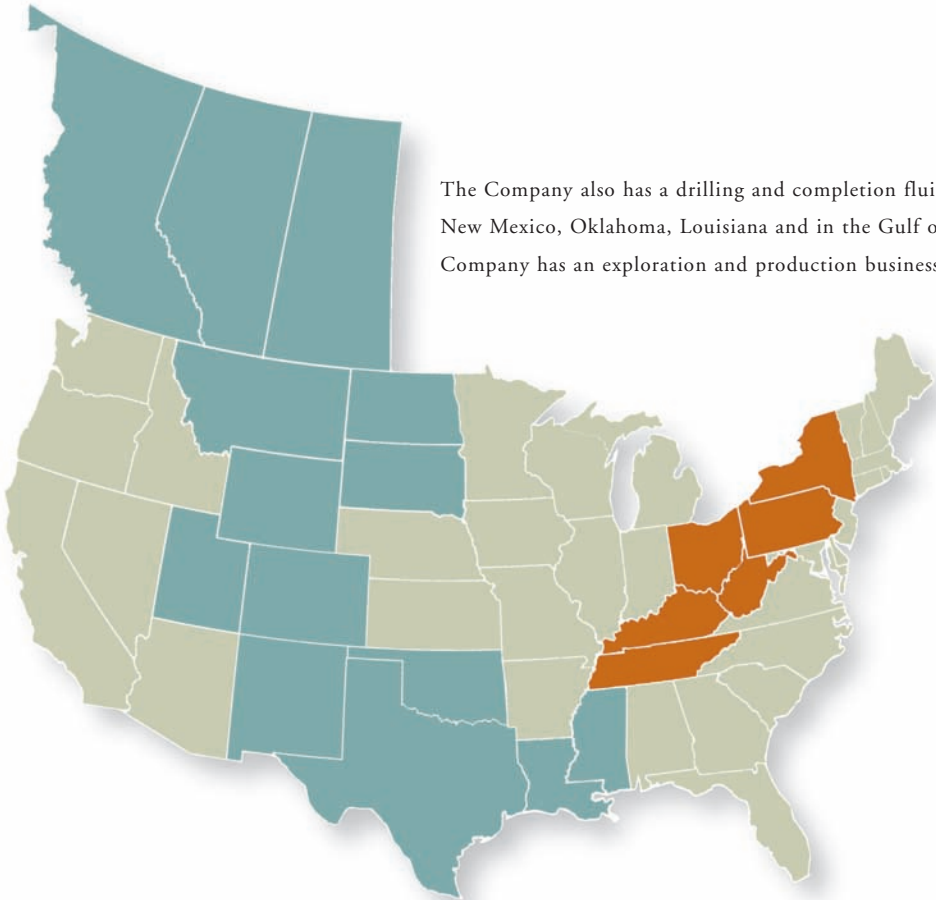 The Company also has a drilling and completion flui
New Mexico, Oklahoma, Louisiana and in the Gulf o
Company has an exploration and production business